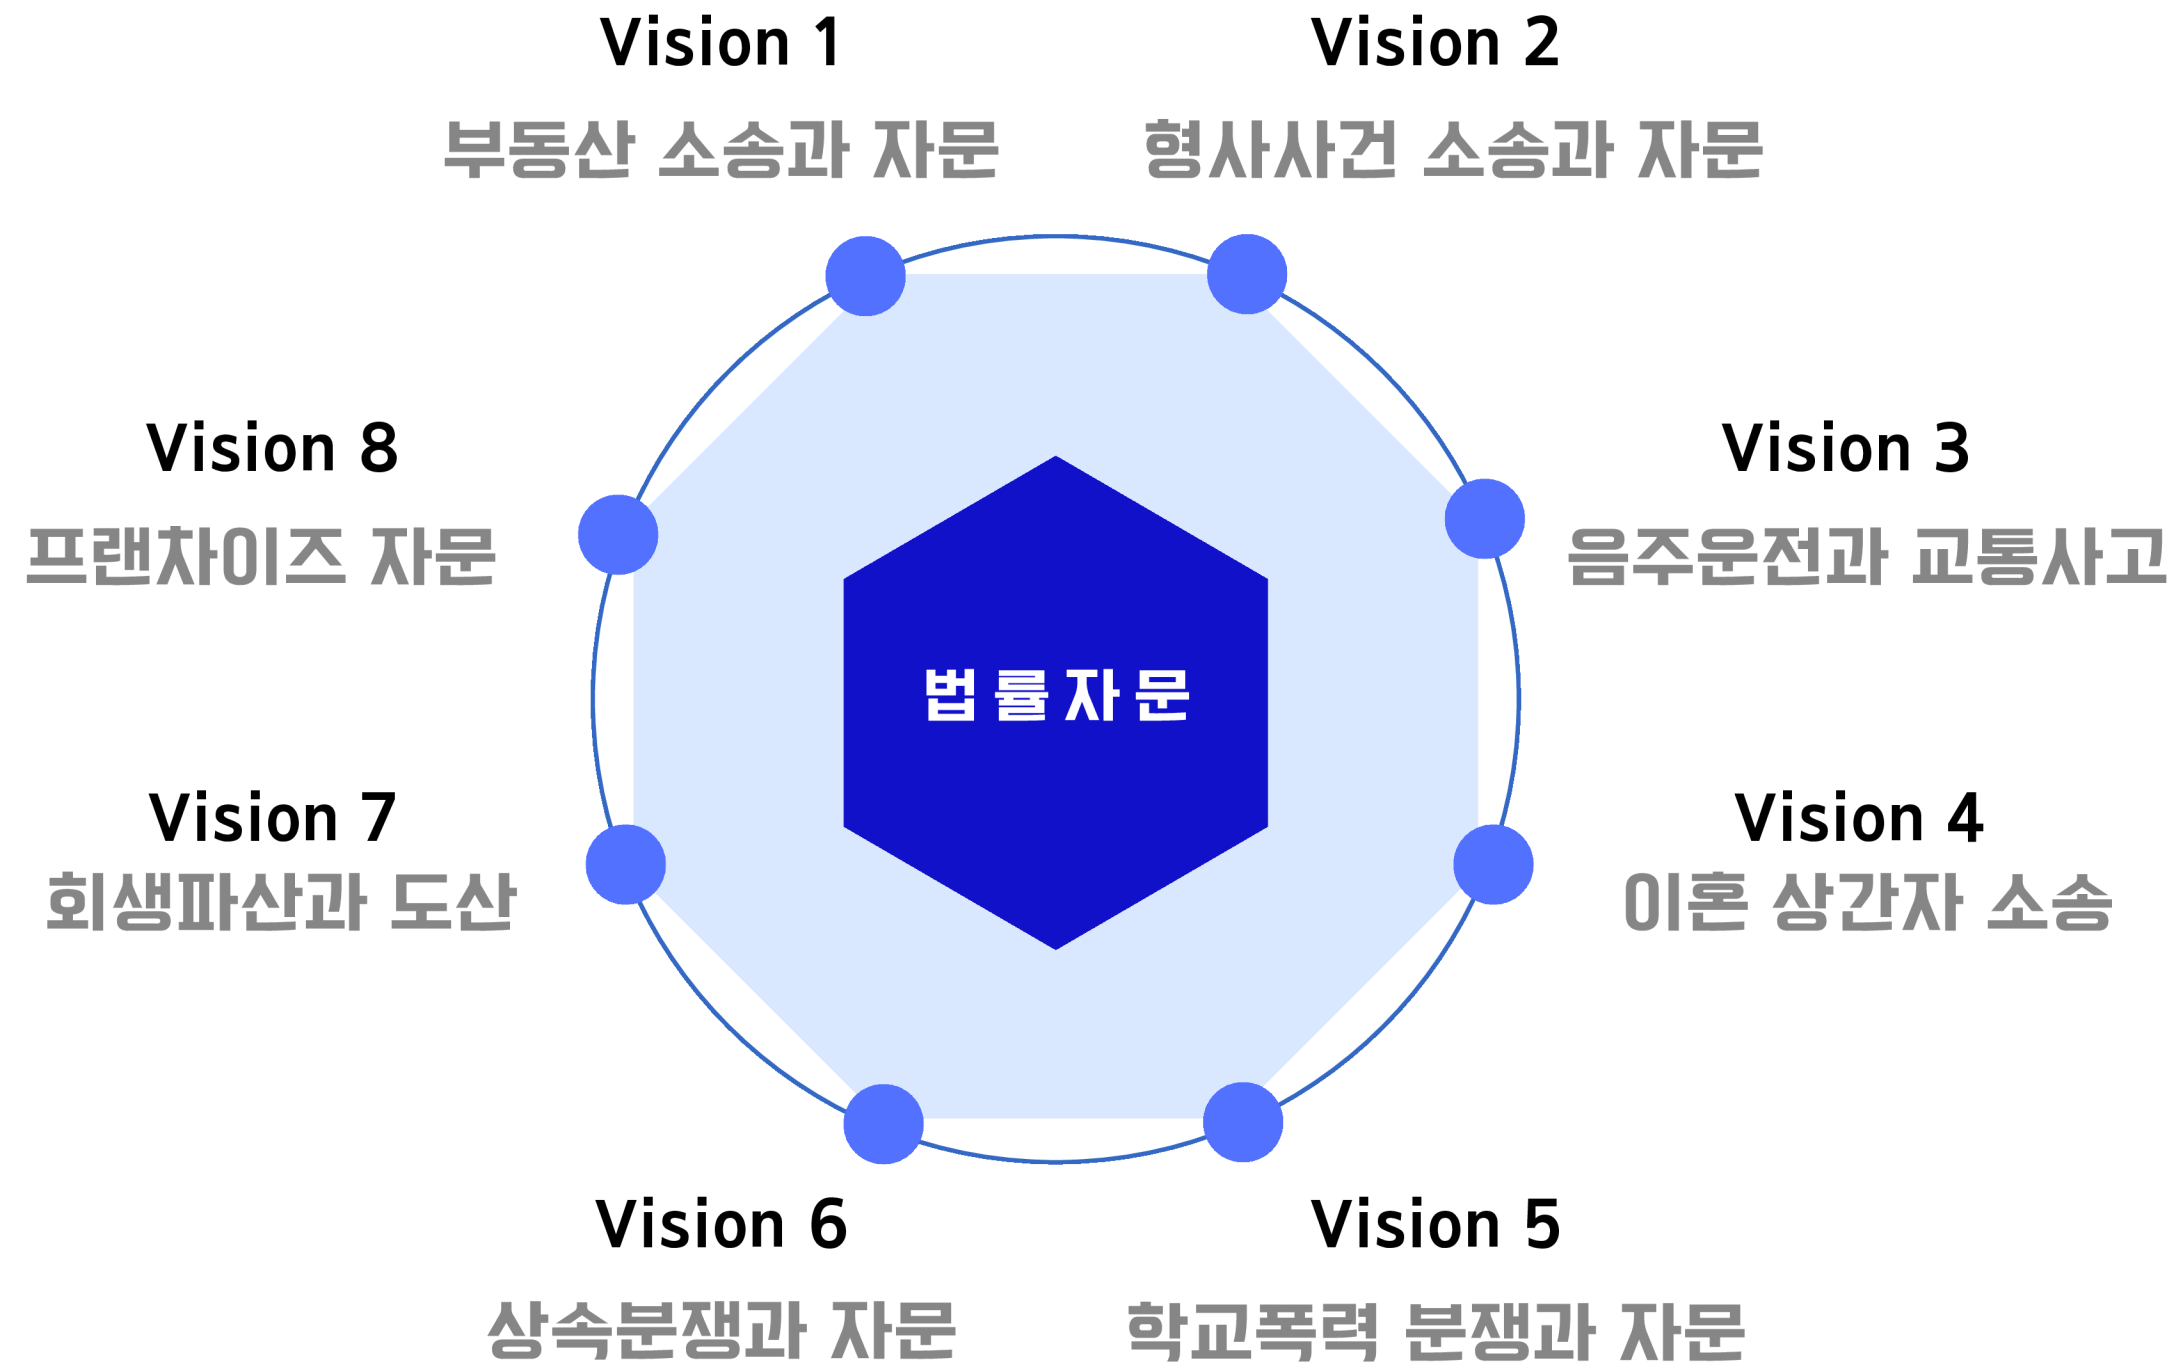 Vision 1
부동산 소송과 자문
Vision 2
형사사건 소송과 자문
Vision 8
프랜차이즈 자문
Vision 3
음주운전과 교통사고
법률자문
Vision 7
회생파산과 도산
Vision 4
이혼 상간자 소송
Vision 6
상속분쟁과 자문
Vision 5
학교폭력 분쟁과 자문